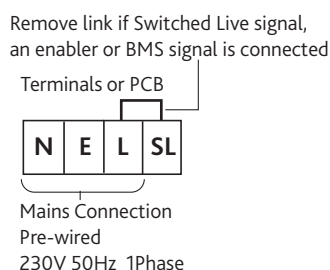 Remove link if Switched Live signal,
an enabler or BMS signal is connected
Terminals or PCB
N E L SL
Mains Connection
Pre-wired
230V 50Hz 1Phase